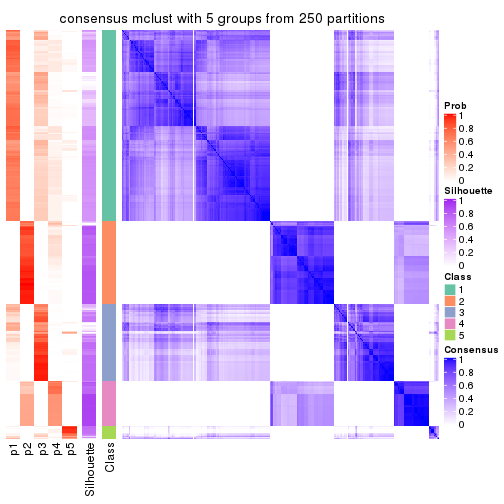 consensus mclust with 5 groups from 250 partitions
p1
p2
p3
p4
p5
Silhouette
Class
Prob
1
0.8
0.6
0.4
0.2
0
Silhouette
1
0.8
0.6
0.4
0.2
0
Class
1
2
3
4
5
Consensus
1
0.8
0.6
0.4
0.2
0